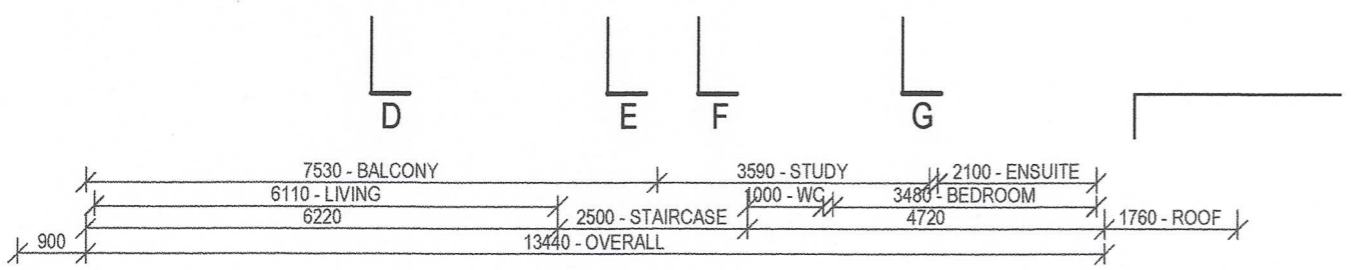 D E F G
7530 - BALCONY 3590 - STUDY 2100 - ENSUITE
6110 - LIVING 1000 - WC 3480 - BEDROOM
6220 2500 - STAIRCASE 4720 1760 - ROOF
900 13440 - OVERALL